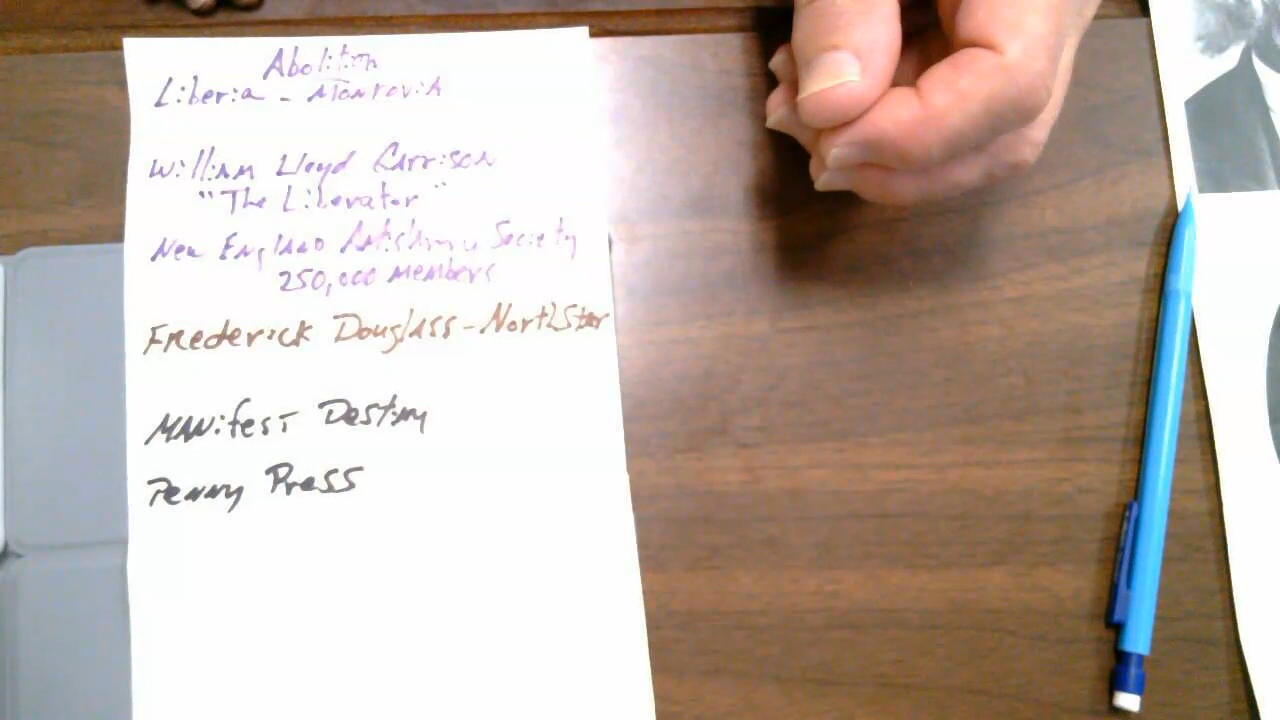 Abolition
Liberia - Monrovia
William Lloyd Garrison
"The Liberator"
New England Antislavery Society
250,000 members
Frederick Douglass - North Star
Manifest Destiny
Penny Press